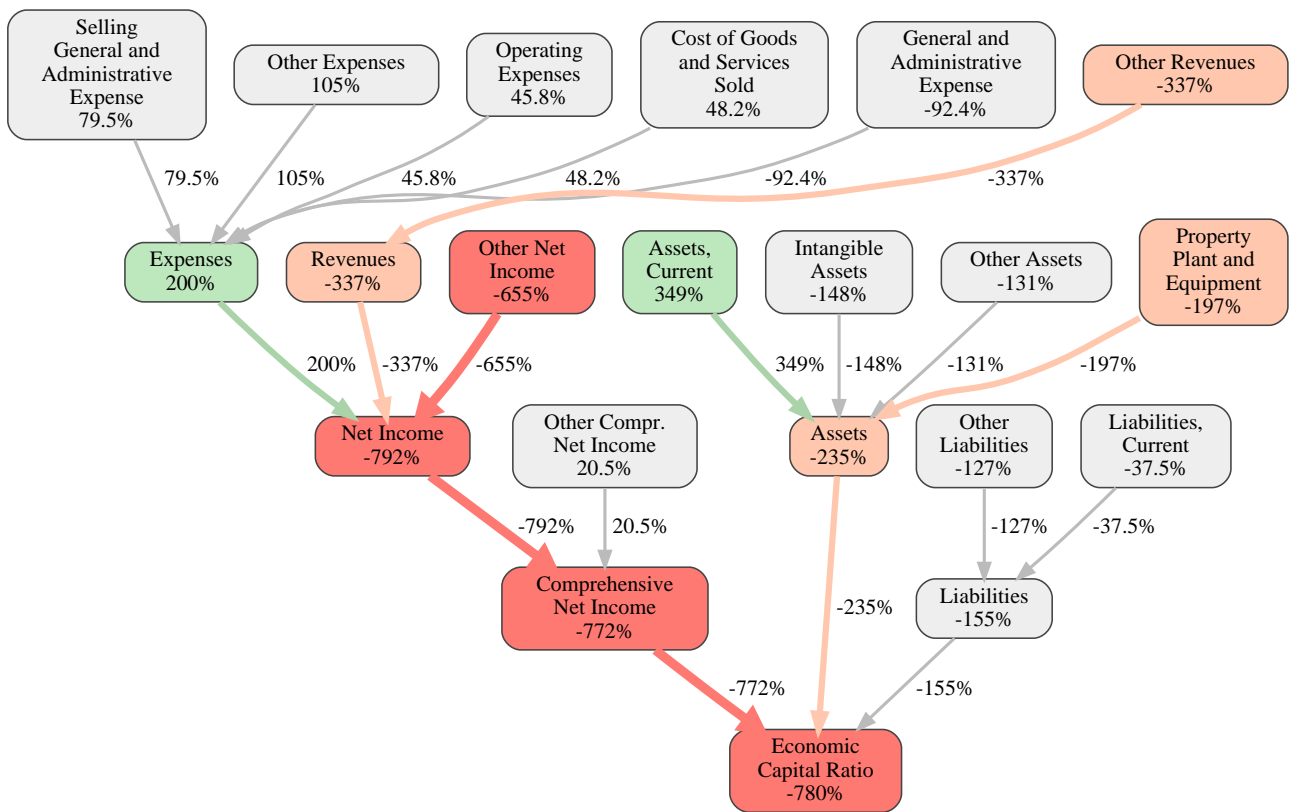 Selling
General and
Administrative
Expense
79.5%
Other Expenses
105%
Operating
Expenses
45.8%
Cost of Goods
and Services
Sold
48.2%
General and
Administrative
Expense
-92.4%
Other Revenues
-337%
79.5%
105%
45.8%
48.2%
-92.4%
-337%
Expenses
200%
Revenues
-337%
Other Net
Income
-655%
Assets,
Current
349%
Intangible
Assets
-148%
Other Assets
-131%
Property
Plant and
Equipment
-197%
200%
-337%
-655%
349%
-148%
-131%
-197%
Net Income
-792%
Other Compr.
Net Income
20.5%
Assets
-235%
Other
Liabilities
-127%
Liabilities,
Current
-37.5%
-792%
20.5%
-127%
-37.5%
Comprehensive
Net Income
-772%
-235%
Liabilities
-155%
-772%
-155%
Economic
Capital Ratio
-780%